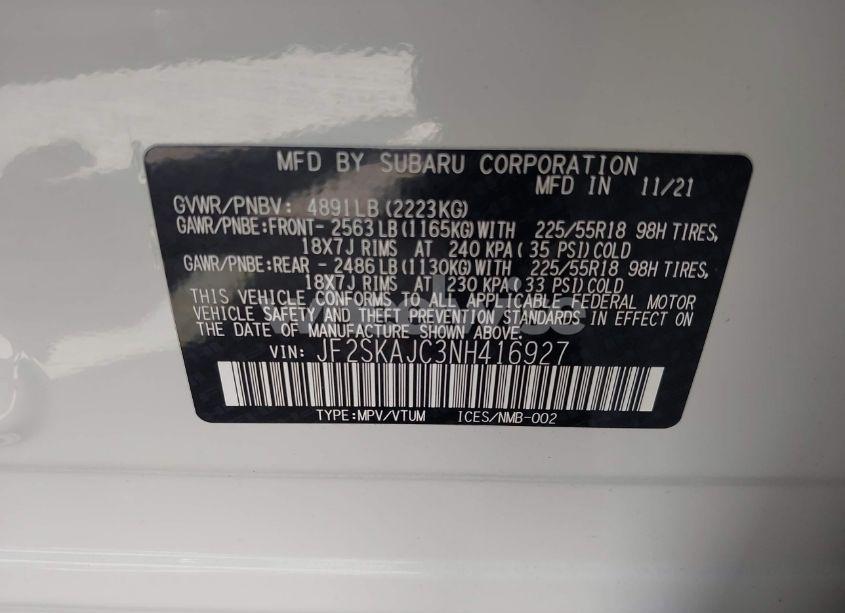 MFD BY SUBARU CORPORATION
MFD IN 11/21
GVWR/PNBV: 4891LB(2223KG)
GAWR/PNBE:FRONT- 2563LB(1165KG)WITH 225/55R18 98H TIRES,
18X7J RIMS AT 240 KPA( 35 PSI)COLD
GAWR/PNBE:REAR - 2486LB(1130KG)WITH 225/55R18 98H TIRES,
18X7J RIMS AT 230 KPA(33 PSI)COLD
THIS VEHICLE CONFORMS TO ALL APPLICABLE FEDERAL MOTOR
VEHICLE SAFETY AND THEFT PREVENTION STANDARDS IN EFFECT ON
THE DATE OF MANUFACTURE SHOWN ABOVE.
VIN: JF2SKAJC3NH416927
TYPE:MPV/VTUM ICES/NMB-002